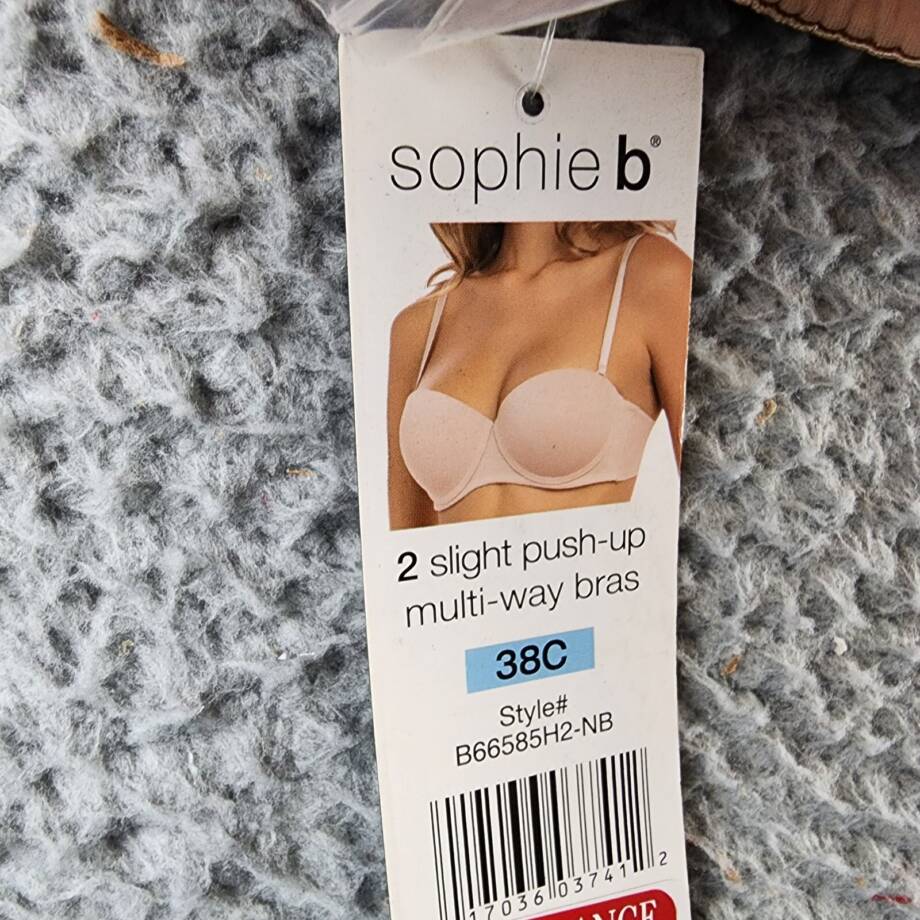 sophie b®
2 slight push-up
multi-way bras
38C
Style#
B66585H2-NB
17036 03741 2